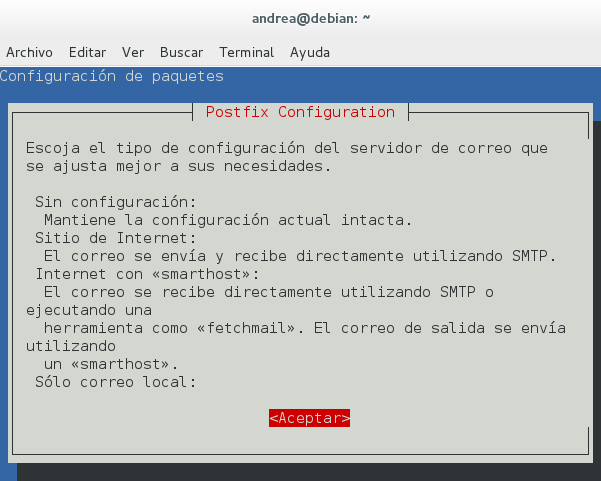 andrea@debian: ~
Archivo Editar Ver Buscar Terminal Ayuda
Configuración de paquetes
Postfix Configuration
Escoja el tipo de configuración del servidor de correo que
se ajusta mejor a sus necesidades.
Sin configuración:
Mantiene la configuración actual intacta.
Sitio de Internet:
El correo se envía y recibe directamente utilizando SMTP.
Internet con «smarthost»:
El correo se recibe directamente utilizando SMTP o
ejecutando una
herramienta como «fetchmail». El correo de salida se envía
utilizando
un «smarthost».
Sólo correo local:
<Aceptar>